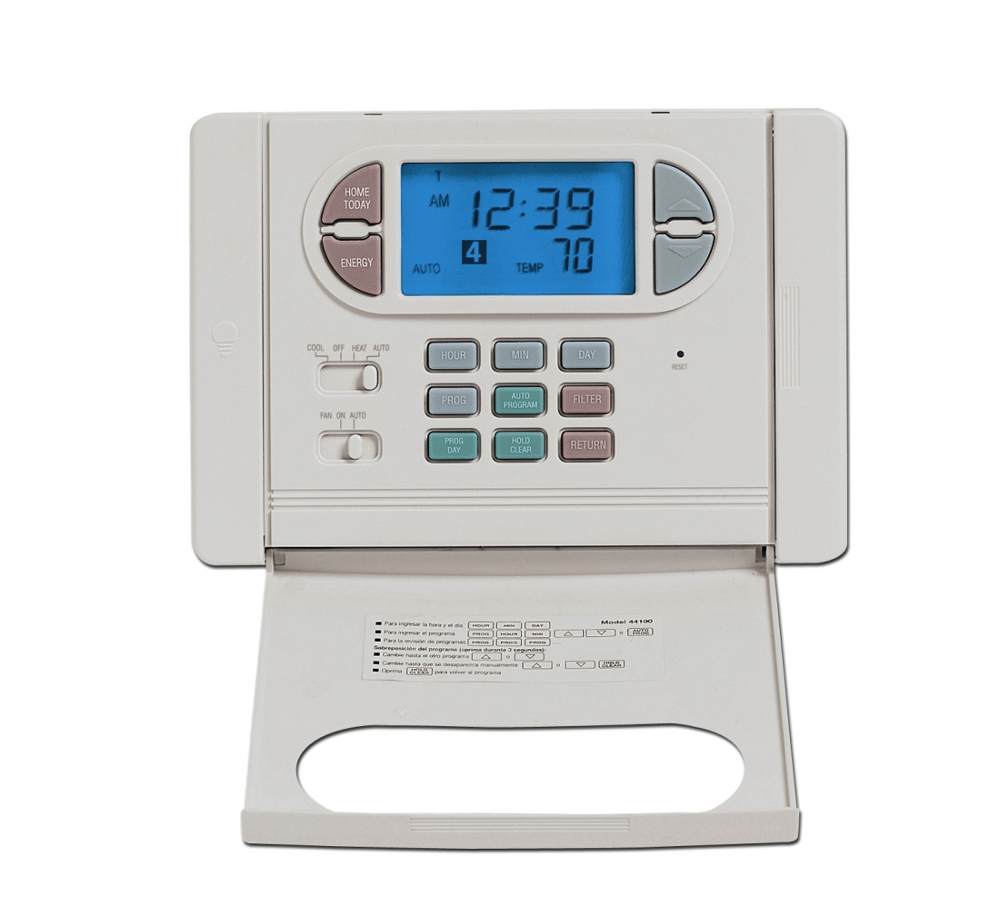 HOME
TODAY
ENERGY
T
AM 12:39
4
AUTO TEMP 70
COOL OFF HEAT AUTO
FAN ON AUTO
HOUR MIN DAY
PROG AUTO PROGRAM FILTER
PROG DAY HOLD CLEAR RETURN
RESET
Model 44100
Para ingresar la hora y el día HOUR MIN DAY
Para ingresar el programa PROG HOUR MIN o AUTO PROG
Para la revisión de programas PROG PROG PROG ...
Sobreposición del programa (oprima durante 3 segundos):
Cambie hasta el otro programa o
Cambie hasta que se desaparezca manualmente o HOLD CLEAR
Oprima HOLD CLEAR para volver al programa